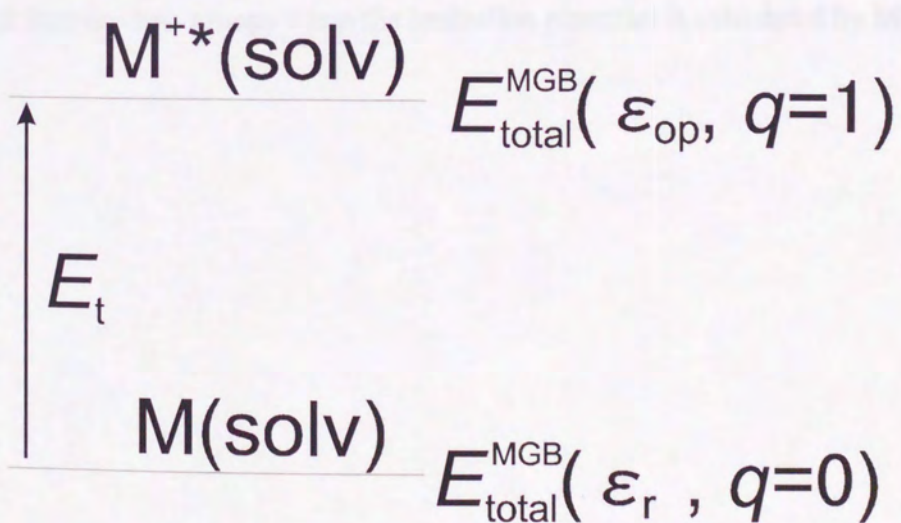 M⁺*(solv)
E^MGB_total( ε_op, q=1)
E_t
M(solv)
E^MGB_total( ε_r , q=0)